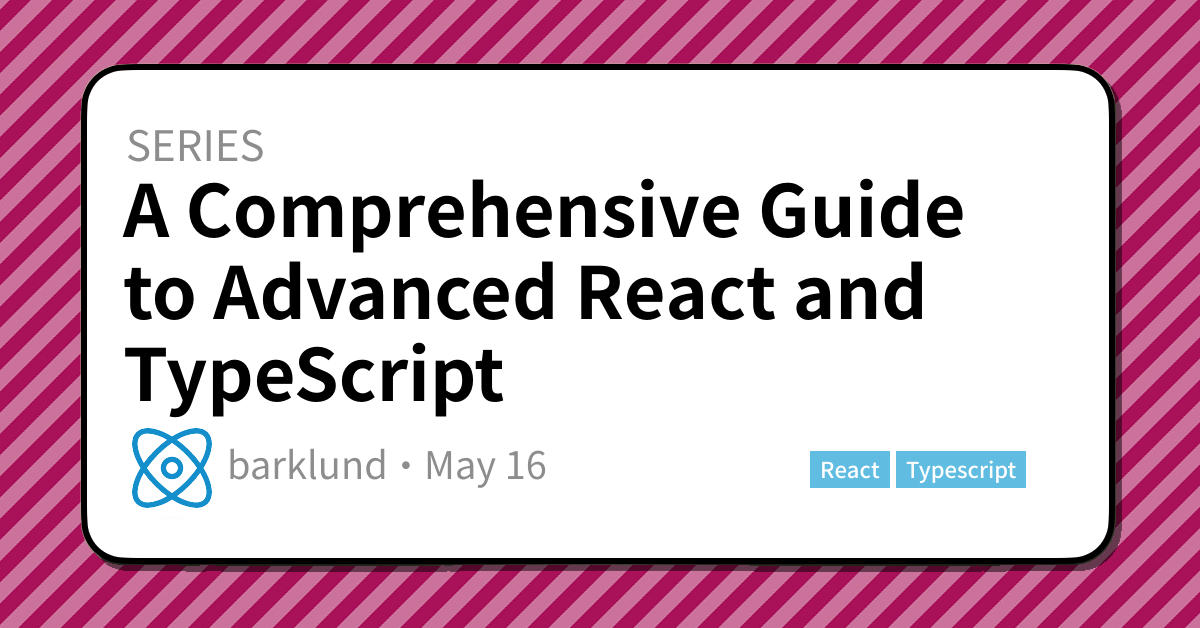 SERIES
A Comprehensive Guide
to Advanced React and
TypeScript
barklund • May 16
React Typescript